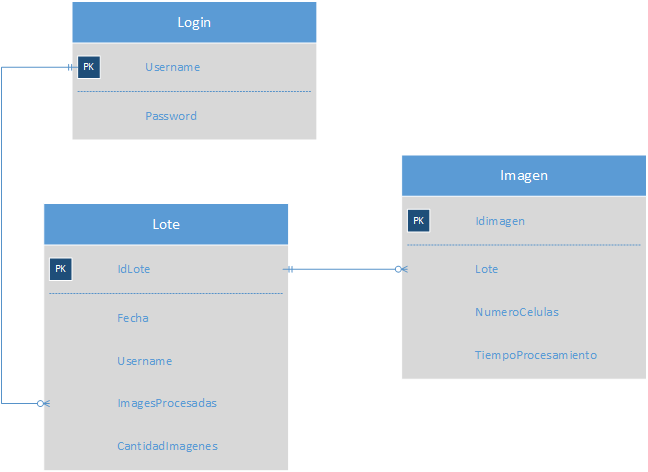 Login
PK Username
Password
Lote
PK IdLote
Fecha
Username
ImagesProcesadas
CantidadImagenes
Imagen
PK Idimagen
Lote
NumeroCelulas
TiempoProcesamiento